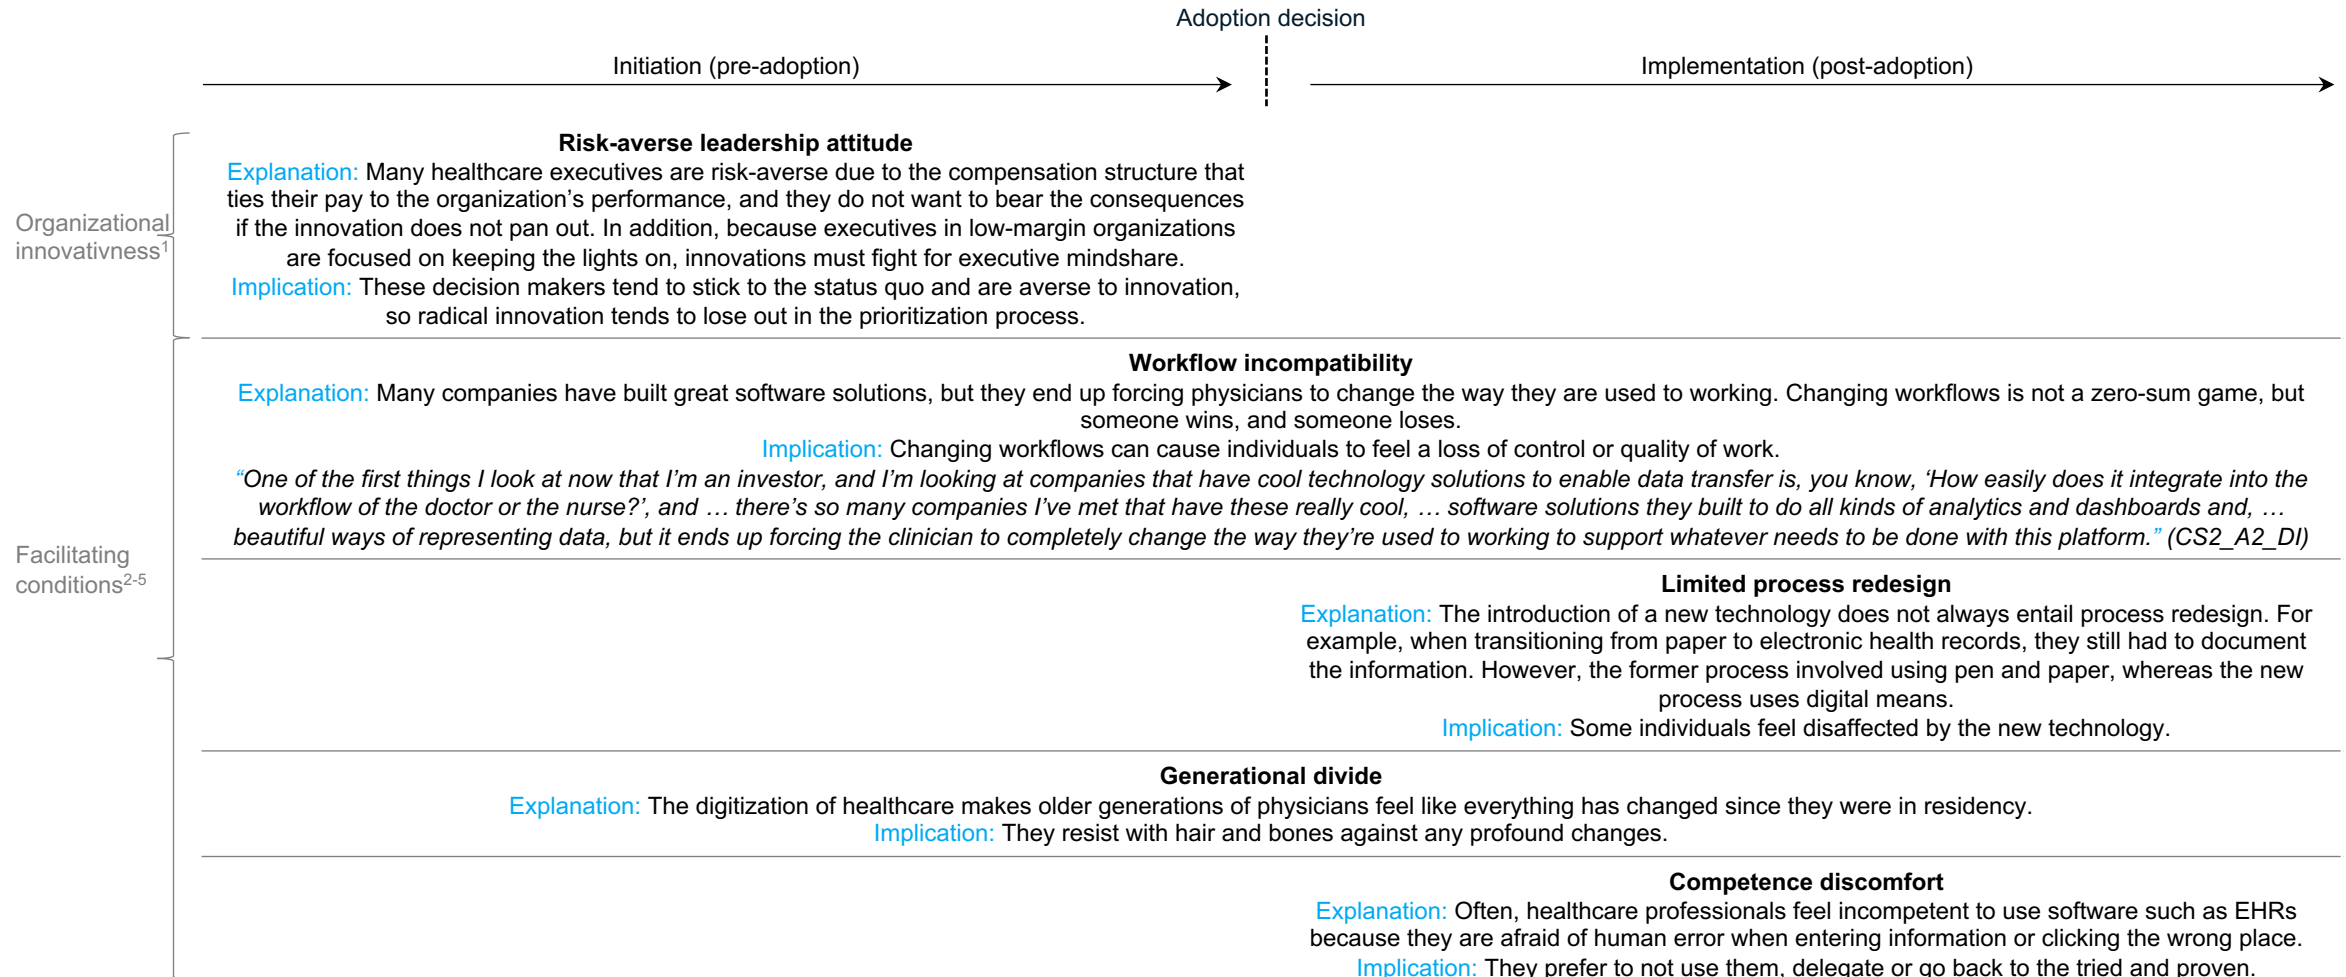 Adoption decision
Initiation (pre-adoption)
Implementation (post-adoption)
Organizational
innovativness1
Risk-averse leadership attitude
Explanation: Many healthcare executives are risk-averse due to the compensation structure that
ties their pay to the organization’s performance, and they do not want to bear the consequences
if the innovation does not pan out. In addition, because executives in low-margin organizations
are focused on keeping the lights on, innovations must fight for executive mindshare.
Implication: These decision makers tend to stick to the status quo and are averse to innovation,
so radical innovation tends to lose out in the prioritization process.
Facilitating
conditions2-5
Workflow incompatibility
Explanation: Many companies have built great software solutions, but they end up forcing physicians to change the way they are used to working. Changing workflows is not a zero-sum game, but
someone wins, and someone loses.
Implication: Changing workflows can cause individuals to feel a loss of control or quality of work.
“One of the first things I look at now that I’m an investor, and I’m looking at companies that have cool technology solutions to enable data transfer is, you know, ‘How easily does it integrate into the
workflow of the doctor or the nurse?’, and … there’s so many companies I’ve met that have these really cool, … software solutions they built to do all kinds of analytics and dashboards and, …
beautiful ways of representing data, but it ends up forcing the clinician to completely change the way they’re used to working to support whatever needs to be done with this platform.” (CS2_A2_DI)
Limited process redesign
Explanation: The introduction of a new technology does not always entail process redesign. For
example, when transitioning from paper to electronic health records, they still had to document
the information. However, the former process involved using pen and paper, whereas the new
process uses digital means.
Implication: Some individuals feel disaffected by the new technology.
Generational divide
Explanation: The digitization of healthcare makes older generations of physicians feel like everything has changed since they were in residency.
Implication: They resist with hair and bones against any profound changes.
Competence discomfort
Explanation: Often, healthcare professionals feel incompetent to use software such as EHRs
because they are afraid of human error when entering information or clicking the wrong place.
Implication: They prefer to not use them, delegate or go back to the tried and proven.